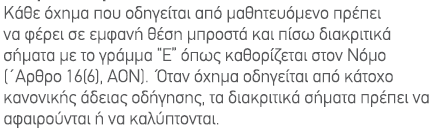 Κάθε όχημα που οδηγείται από μαθητευόμενο πρέπει
να φέρει σε εμφανή θέση μπροστά και πίσω διακριτικά
σήματα με το γράμμα "Ε" όπως καθορίζεται στον Νόμο
(΄Αρθρο 16(6), ΑΟΝ). Όταν όχημα οδηγείται από κάτοχο
κανονικής άδειας οδήγησης, τα διακριτικά σήματα πρέπει να
αφαιρούνται ή να καλύπτονται.